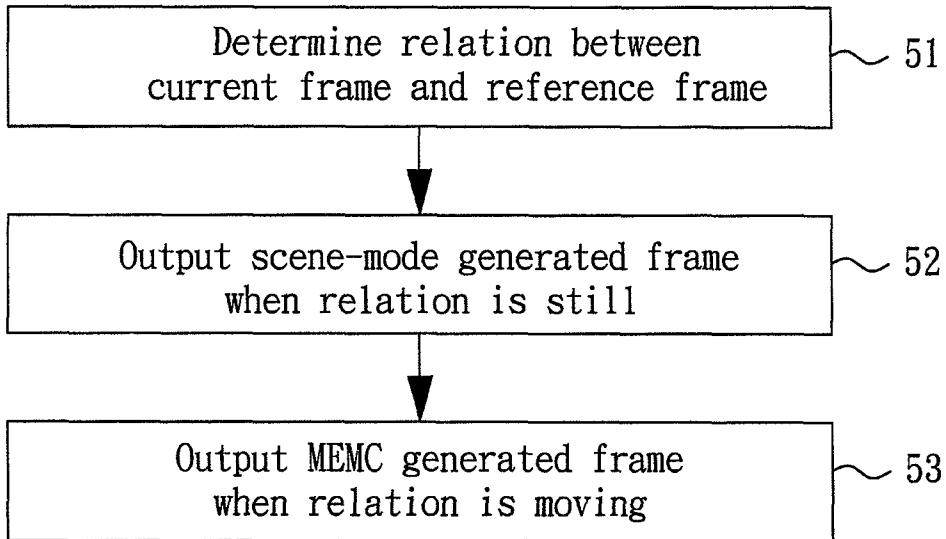 Determine relation between
current frame and reference frame
51
Output scene-mode generated frame
when relation is still
52
Output MEMC generated frame
when relation is moving
53